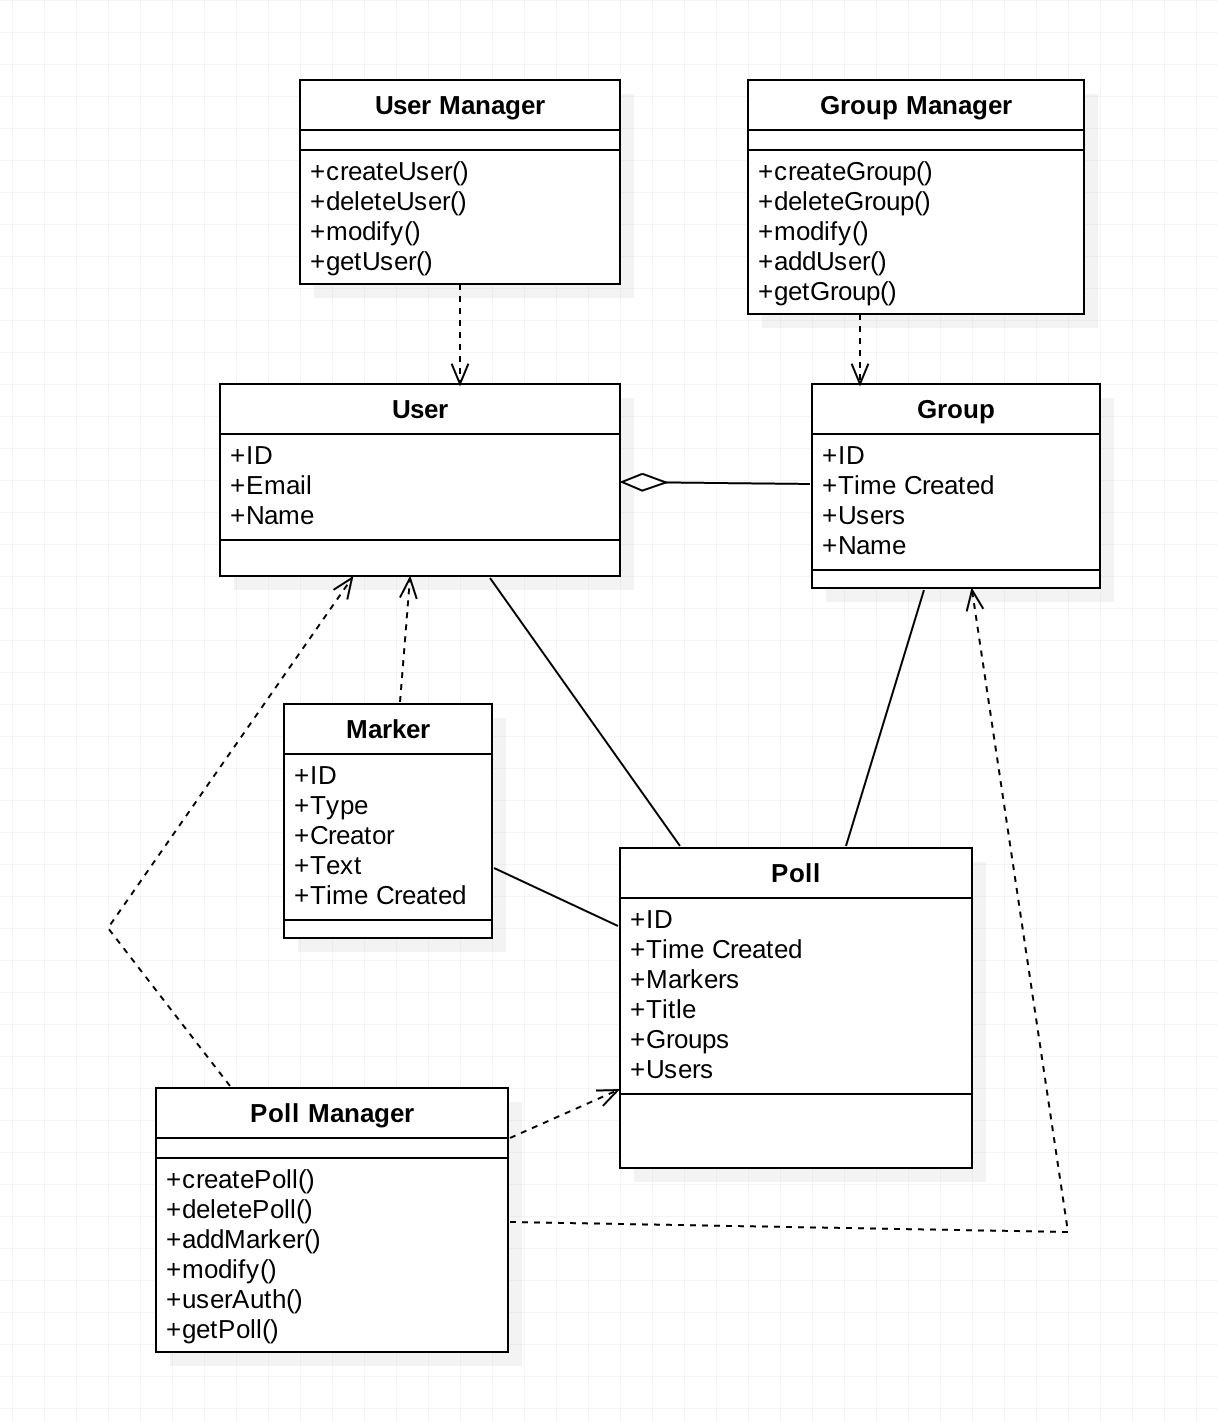 User Manager
+createUser()
+deleteUser()
+modify()
+getUser()
Group Manager
+createGroup()
+deleteGroup()
+modify()
+addUser()
+getGroup()
User
+ID
+Email
+Name
Group
+ID
+Time Created
+Users
+Name
Marker
+ID
+Type
+Creator
+Text
+Time Created
Poll
+ID
+Time Created
+Markers
+Title
+Groups
+Users
Poll Manager
+createPoll()
+deletePoll()
+addMarker()
+modify()
+userAuth()
+getPoll()